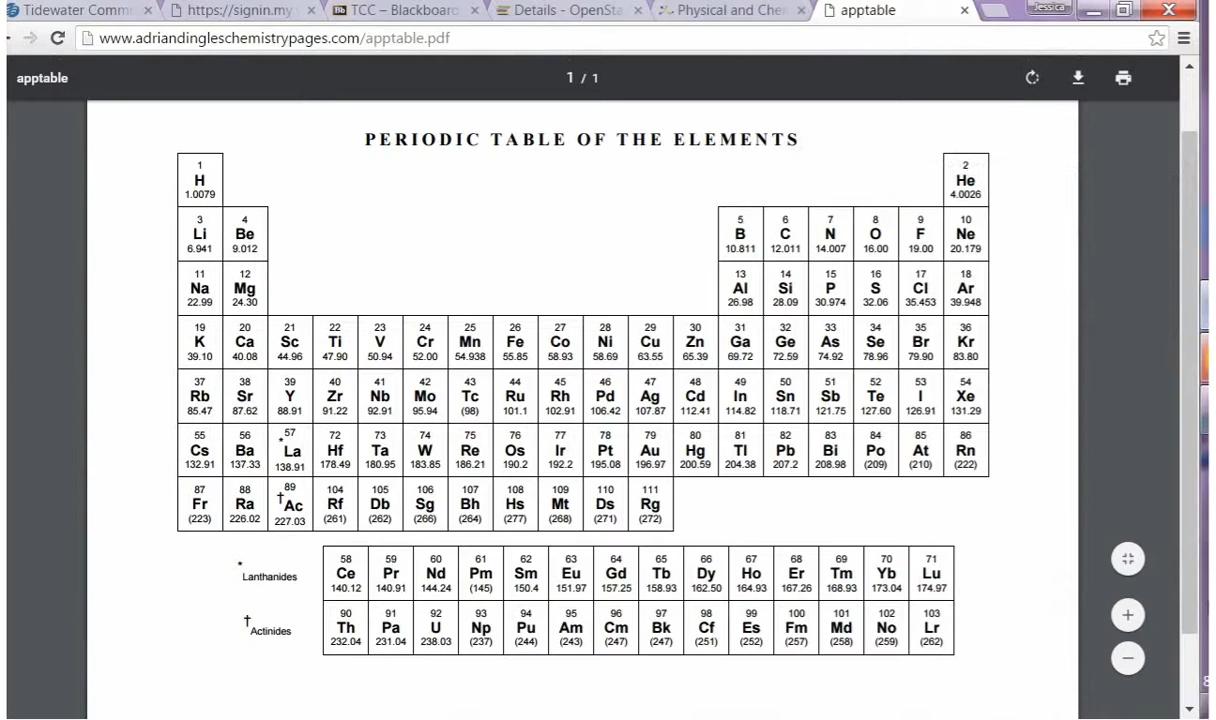 Tidewater Comm
https://signin.my
Bb TCC – Blackboard
Details - OpenSta
Physical and Che
apptable
Jessica
www.adriandingleschemistrypages.com/apptable.pdf
apptable
1 / 1
PERIODIC TABLE OF THE ELEMENTS
1 2
H He
1.0079 4.0026
3 4 5 6 7 8 9 10
Li Be B C N O F Ne
6.941 9.012 10.811 12.011 14.007 16.00 19.00 20.179
11 12 13 14 15 16 17 18
Na Mg Al Si P S Cl Ar
22.99 24.30 26.98 28.09 30.974 32.06 35.453 39.948
19 20 21 22 23 24 25 26 27 28 29 30 31 32 33 34 35 36
K Ca Sc Ti V Cr Mn Fe Co Ni Cu Zn Ga Ge As Se Br Kr
39.10 40.08 44.96 47.90 50.94 52.00 54.938 55.85 58.93 58.69 63.55 65.39 69.72 72.59 74.92 78.96 79.90 83.80
37 38 39 40 41 42 43 44 45 46 47 48 49 50 51 52 53 54
Rb Sr Y Zr Nb Mo Tc Ru Rh Pd Ag Cd In Sn Sb Te I Xe
85.47 87.62 88.91 91.22 92.91 95.94 (98) 101.1 102.91 106.42 107.87 112.41 114.82 118.71 121.75 127.60 126.91 131.29
55 56 *57 72 73 74 75 76 77 78 79 80 81 82 83 84 85 86
Cs Ba La Hf Ta W Re Os Ir Pt Au Hg Tl Pb Bi Po At Rn
132.91 137.33 138.91 178.49 180.95 183.85 186.21 190.2 192.2 195.08 196.97 200.59 204.38 207.2 208.98 (209) (210) (222)
87 88 89 104 105 106 107 108 109 110 111
Fr Ra †Ac Rf Db Sg Bh Hs Mt Ds Rg
(223) 226.02 227.03 (261) (262) (266) (264) (277) (268) (271) (272)
58 59 60 61 62 63 64 65 66 67 68 69 70 71
*Lanthanides Ce Pr Nd Pm Sm Eu Gd Tb Dy Ho Er Tm Yb Lu
140.12 140.91 144.24 (145) 150.4 151.97 157.25 158.93 162.50 164.93 167.26 168.93 173.04 174.97
90 91 92 93 94 95 96 97 98 99 100 101 102 103
†Actinides Th Pa U Np Pu Am Cm Bk Cf Es Fm Md No Lr
232.04 231.04 238.03 (237) (244) (243) (247) (247) (251) (252) (257) (258) (259) (262)